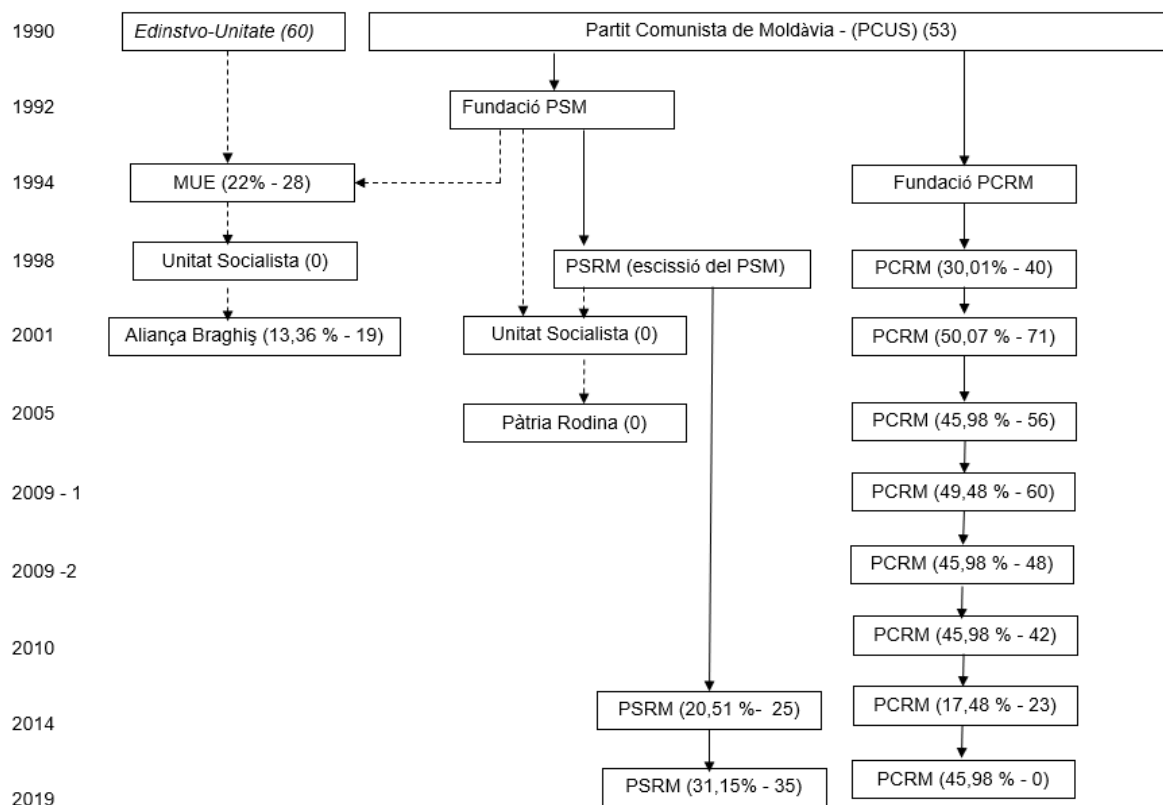 1990
Edinstvo-Unitate (60)
Partit Comunista de Moldàvia - (PCUS) (53)
1992
Fundació PSM
1994
MUE (22% - 28)
Fundació PCRM
1998
Unitat Socialista (0)
PSRM (escissió del PSM)
PCRM (30,01% - 40)
2001
Aliança Braghiş (13,36 % - 19)
Unitat Socialista (0)
PCRM (50,07 % - 71)
2005
Pàtria Rodina (0)
PCRM (45,98 % - 56)
2009 - 1
PCRM (49,48 % - 60)
2009 -2
PCRM (45,98 % - 48)
2010
PCRM (45,98 % - 42)
2014
PSRM (20,51 %- 25)
PCRM (17,48 % - 23)
2019
PSRM (31,15% - 35)
PCRM (45,98 % - 0)